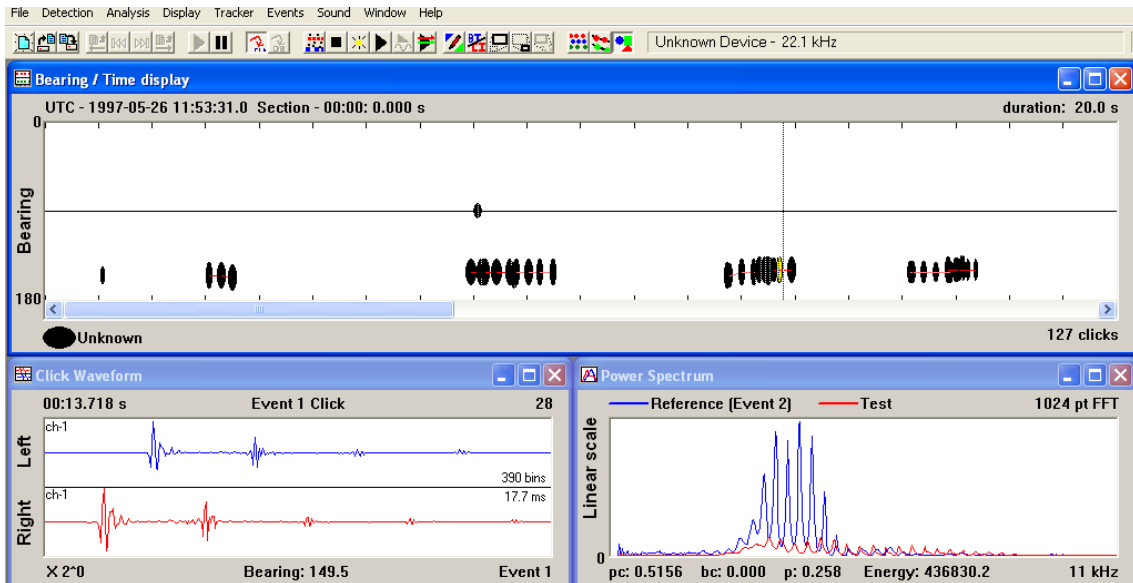 File Detection Analysis Display Tracker Events Sound Window Help
Unknown Device - 22.1 kHz
Bearing / Time display
UTC - 1997-05-26 11:53:31.0 Section - 00:00: 0.000 s duration: 20.0 s
0
Bearing
180
Unknown 127 clicks
Click Waveform
00:13.718 s Event 1 Click 28
ch-1
Left
390 bins
ch-1 17.7 ms
Right
X 2^0 Bearing: 149.5 Event 1
Power Spectrum
Reference (Event 2) Test 1024 pt FFT
Linear scale
0
pc: 0.5156 bc: 0.000 p: 0.258 Energy: 436830.2 11 kHz